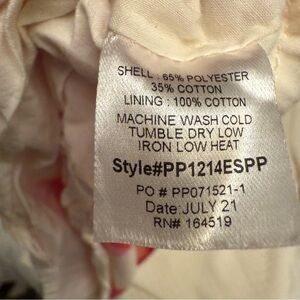 SHELL : 65% POLYESTER
35% COTTON
LINING : 100% COTTON
MACHINE WASH COLD
TUMBLE DRY LOW
IRON LOW HEAT
Style#PP1214ESPP
PO # PP071521-1
Date: JULY 21
RN# 164519